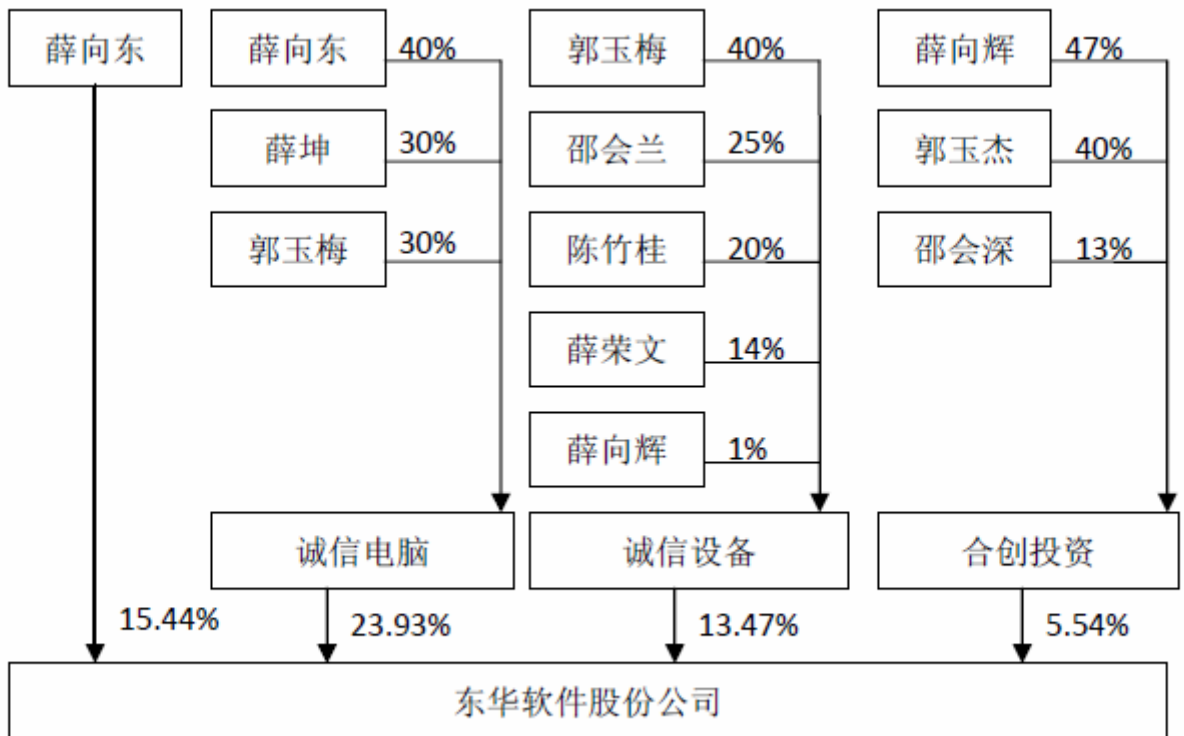 薛向东
薛向东 40%
郭玉梅 40%
薛向辉 47%
薛坤 30%
邵会兰 25%
郭玉杰 40%
郭玉梅 30%
陈竹桂 20%
邵会深 13%
薛荣文 14%
薛向辉 1%
诚信电脑
诚信设备
合创投资
15.44%
23.93%
13.47%
5.54%
东华软件股份公司